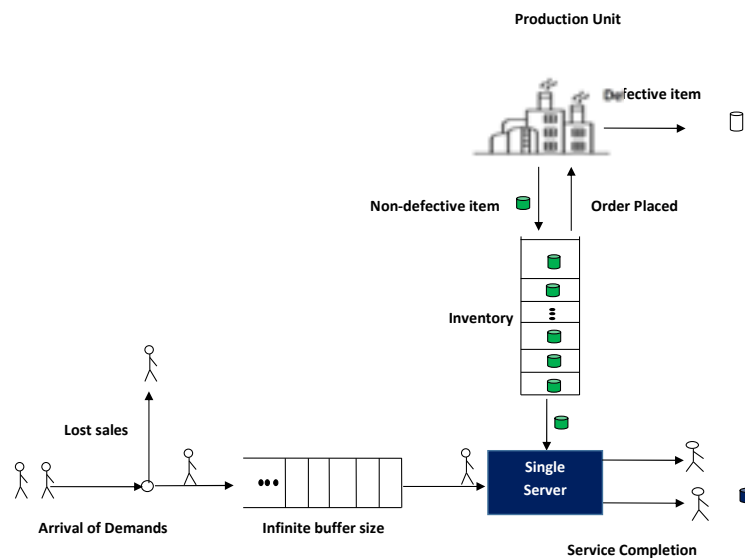 Production Unit
Defective item
Non-defective item
Order Placed
Inventory
Lost sales
Single
Server
Arrival of Demands
Infinite buffer size
Service Completion